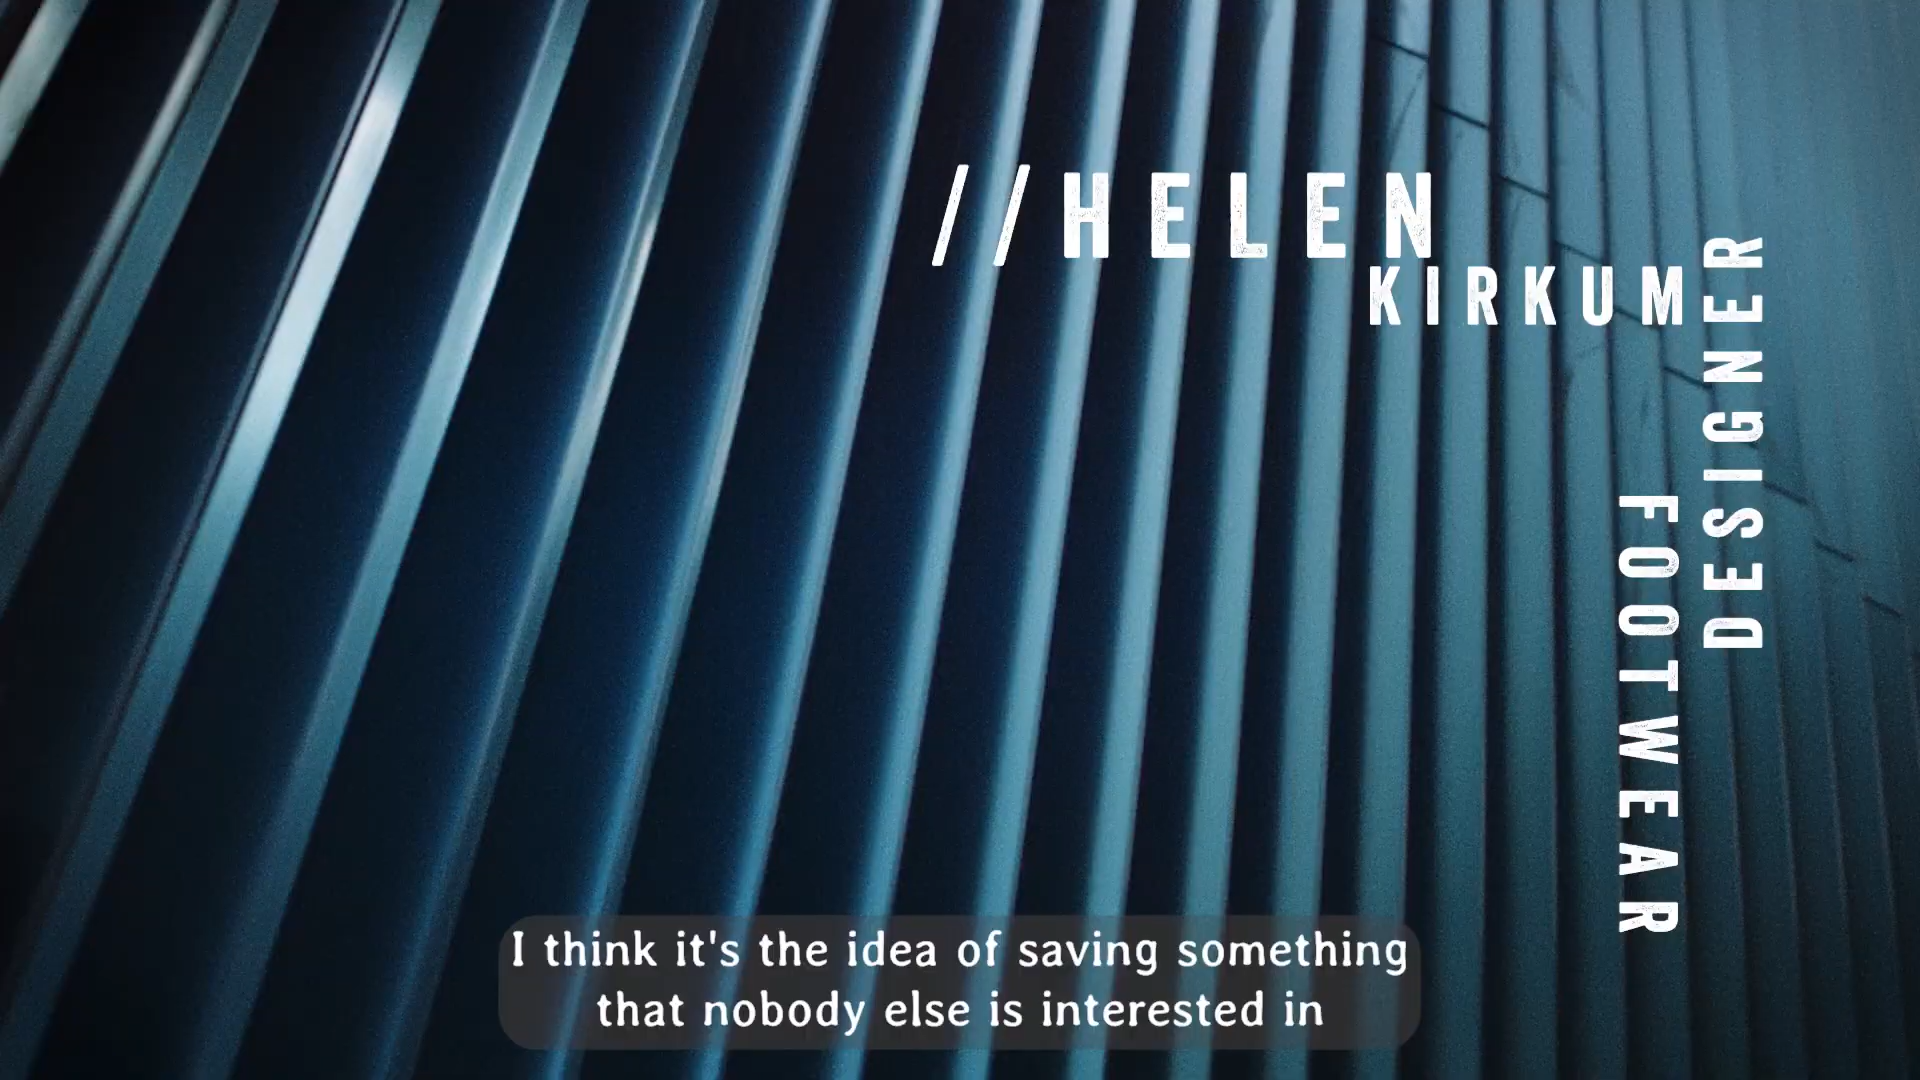 //HELEN
KIRKUM
FOOTWEAR
DESIGNER
I think it's the idea of saving something
that nobody else is interested in